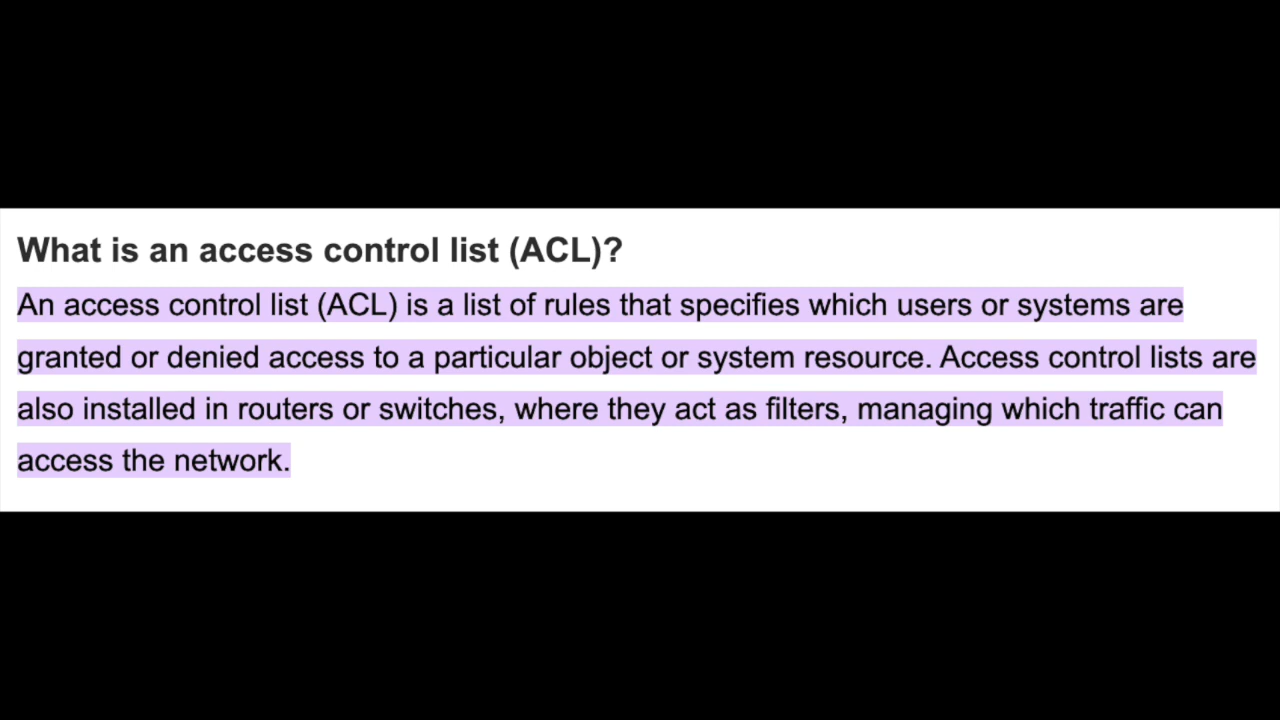 What is an access control list (ACL)?
An access control list (ACL) is a list of rules that specifies which users or systems are
granted or denied access to a particular object or system resource. Access control lists are
also installed in routers or switches, where they act as filters, managing which traffic can
access the network.